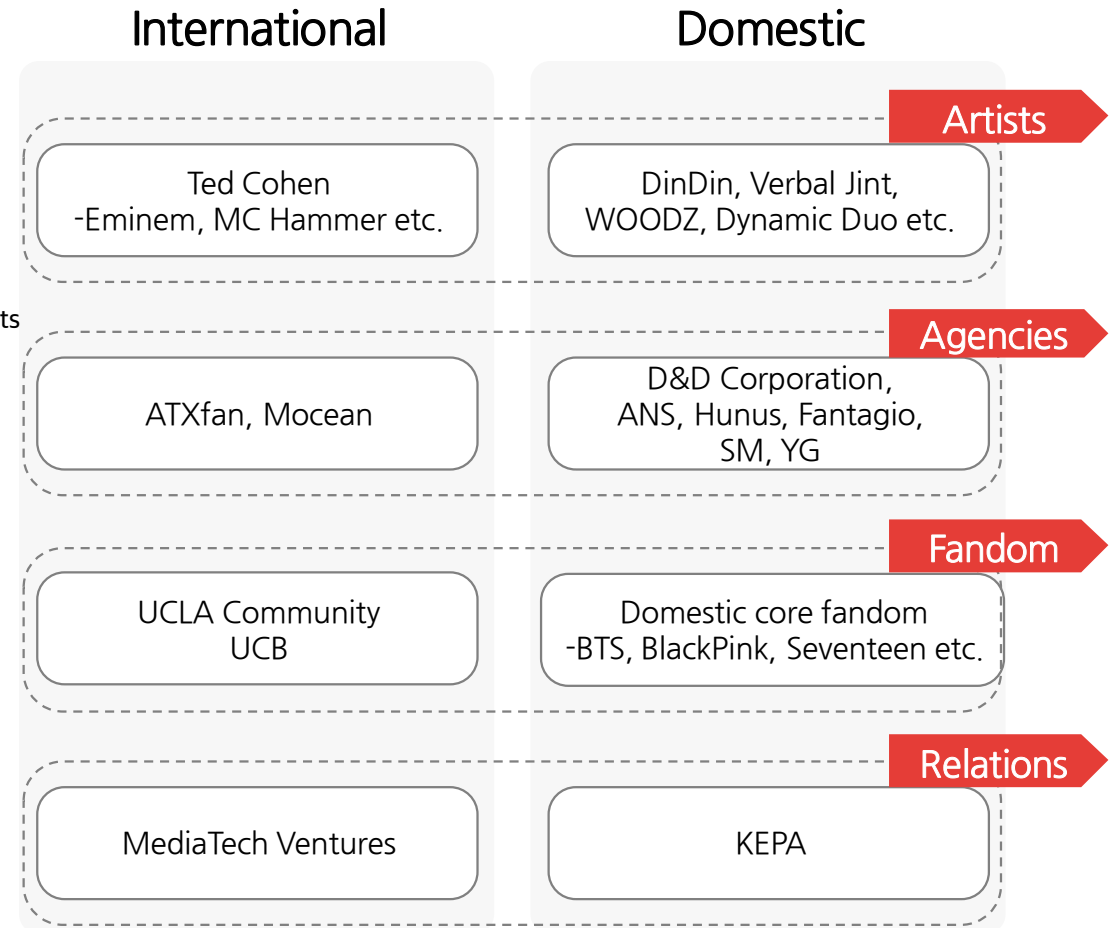 International
Domestic
Artists
Ted Cohen
-Eminem, MC Hammer etc.
DinDin, Verbal Jint,
WOODZ, Dynamic Duo etc.
ts
Agencies
ATXfan, Mocean
D&D Corporation,
ANS, Hunus, Fantagio,
SM, YG
Fandom
UCLA Community
UCB
Domestic core fandom
-BTS, BlackPink, Seventeen etc.
Relations
MediaTech Ventures
KEPA